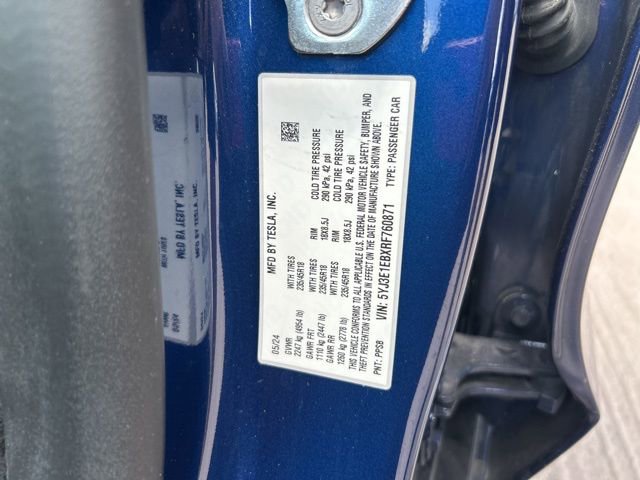 MFD BY TESLA, INC.
05/24
GVWR
2247 kg (4954 lb)
GAWR FRT WITH TIRES RIM COLD TIRE PRESSURE
1110 kg (2447 lb) 235/45R18 18X8.5J 290 kPa, 42 psi
GAWR RR WITH TIRES RIM COLD TIRE PRESSURE
1260 kg (2778 lb) 235/45R18 18X8.5J 290 kPa, 42 psi
THIS VEHICLE CONFORMS TO ALL APPLICABLE U.S. FEDERAL MOTOR VEHICLE SAFETY, BUMPER, AND
THEFT PREVENTION STANDARDS IN EFFECT ON THE DATE OF MANUFACTURE SHOWN ABOVE.
VIN: 5YJ3E1EBXRF760871 TYPE: PASSENGER CAR
PNT: PPSB